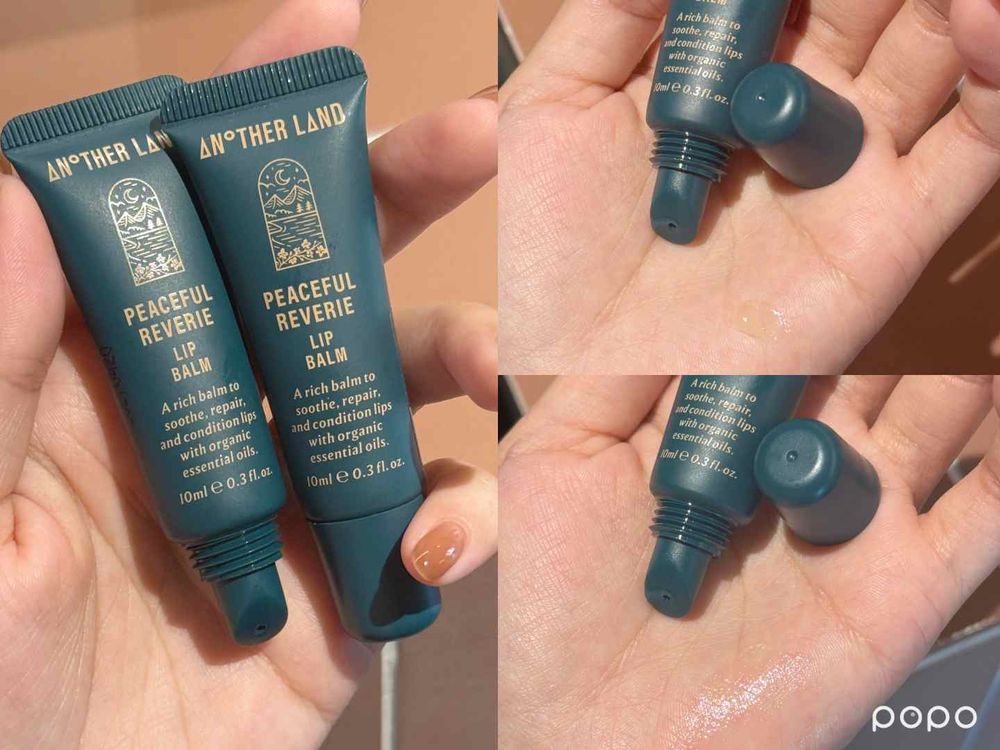 ANOTHER LAN
PEACEFUL
REVERIE
LIP
BALM
A rich balm to
soothe, repair,
and condition lips
with organic
essential oils.
10ml e 0.3 fl. oz.
ANOTHER LAND
PEACEFUL
REVERIE
LIP
BALM
A rich balm to
soothe, repair,
and condition lips
with organic
essential oils.
10ml e 0.3 fl. oz.
A rich balm to
soothe, repair,
and condition lips
with organic
essential oils.
10ml e 0.3 fl. oz.
A rich balm to
soothe, repair,
and condition lips
with organic
essential oils.
10ml e 0.3 fl. oz.
popo